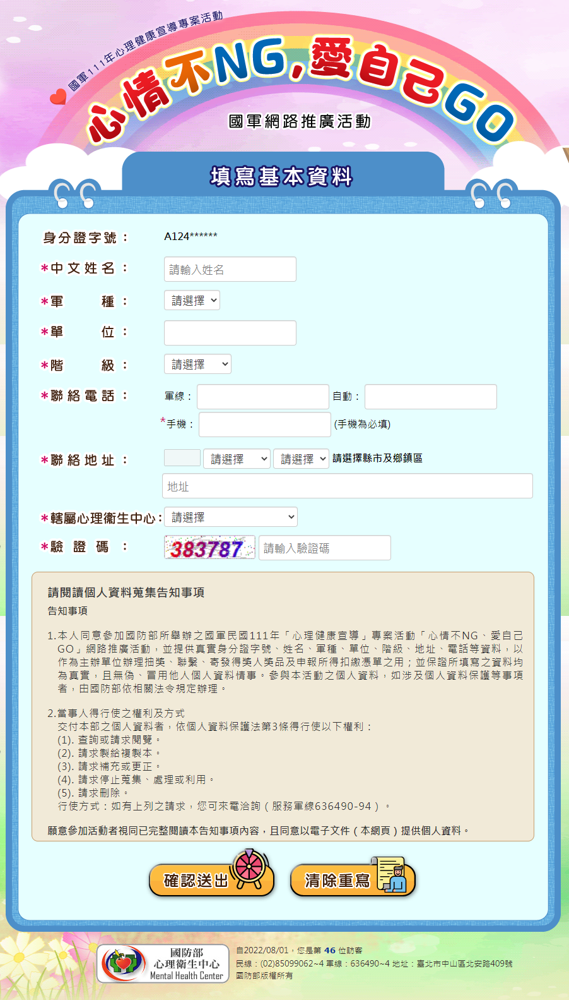 國軍111年心理健康宣導專案活動
心情不NG,愛自己GO
國軍網路推廣活動
填寫基本資料
身分證字號： A124******
*中文姓名： 請輸入姓名
*軍種： 請選擇
*單位：
*階級： 請選擇
*聯絡電話： 軍線： 自動：
*手機： (手機為必填)
*聯絡地址： 請選擇 請選擇 請選擇縣市及鄉鎮區
地址
*轄屬心理衛生中心： 請選擇
*驗證碼： 383787 請輸入驗證碼
請閱讀個人資料蒐集告知事項
告知事項
1.本人同意參加國防部所舉辦之國軍民國111年「心理健康宣導」專案活動「心情不NG、愛自己
GO」網路推廣活動，並提供真實身分證字號、姓名、軍種、單位、階級、地址、電話等資料，以
作為主辦單位辦理抽獎、聯繫、寄發得獎人獎品及申報所得扣繳憑單之用；並保證所填寫之資料均
為真實，且無偽、冒用他人個人資料情事。參與本活動之個人資料，如涉及個人資料保護等事項
者，由國防部依相關法令規定辦理。
2.當事人得行使之權利及方式
交付本部之個人資料者，依個人資料保護法第3條得行使以下權利：
(1). 查詢或請求閱覽。
(2). 請求製給複製本。
(3). 請求補充或更正。
(4). 請求停止蒐集、處理或利用。
(5). 請求刪除。
行使方式：如有上列之請求，您可來電洽詢（服務軍線636490-94）。
願意參加活動者視同已完整閱讀本告知事項內容，且同意以電子文件（本網頁）提供個人資料。
確認送出 清除重寫
國防部
心理衛生中心
Mental Health Center
自2022/08/01，您是第 46 位訪客
民線：(02)85099062~4 軍線：636490~4 地址：臺北市中山區北安路409號
國防部版權所有